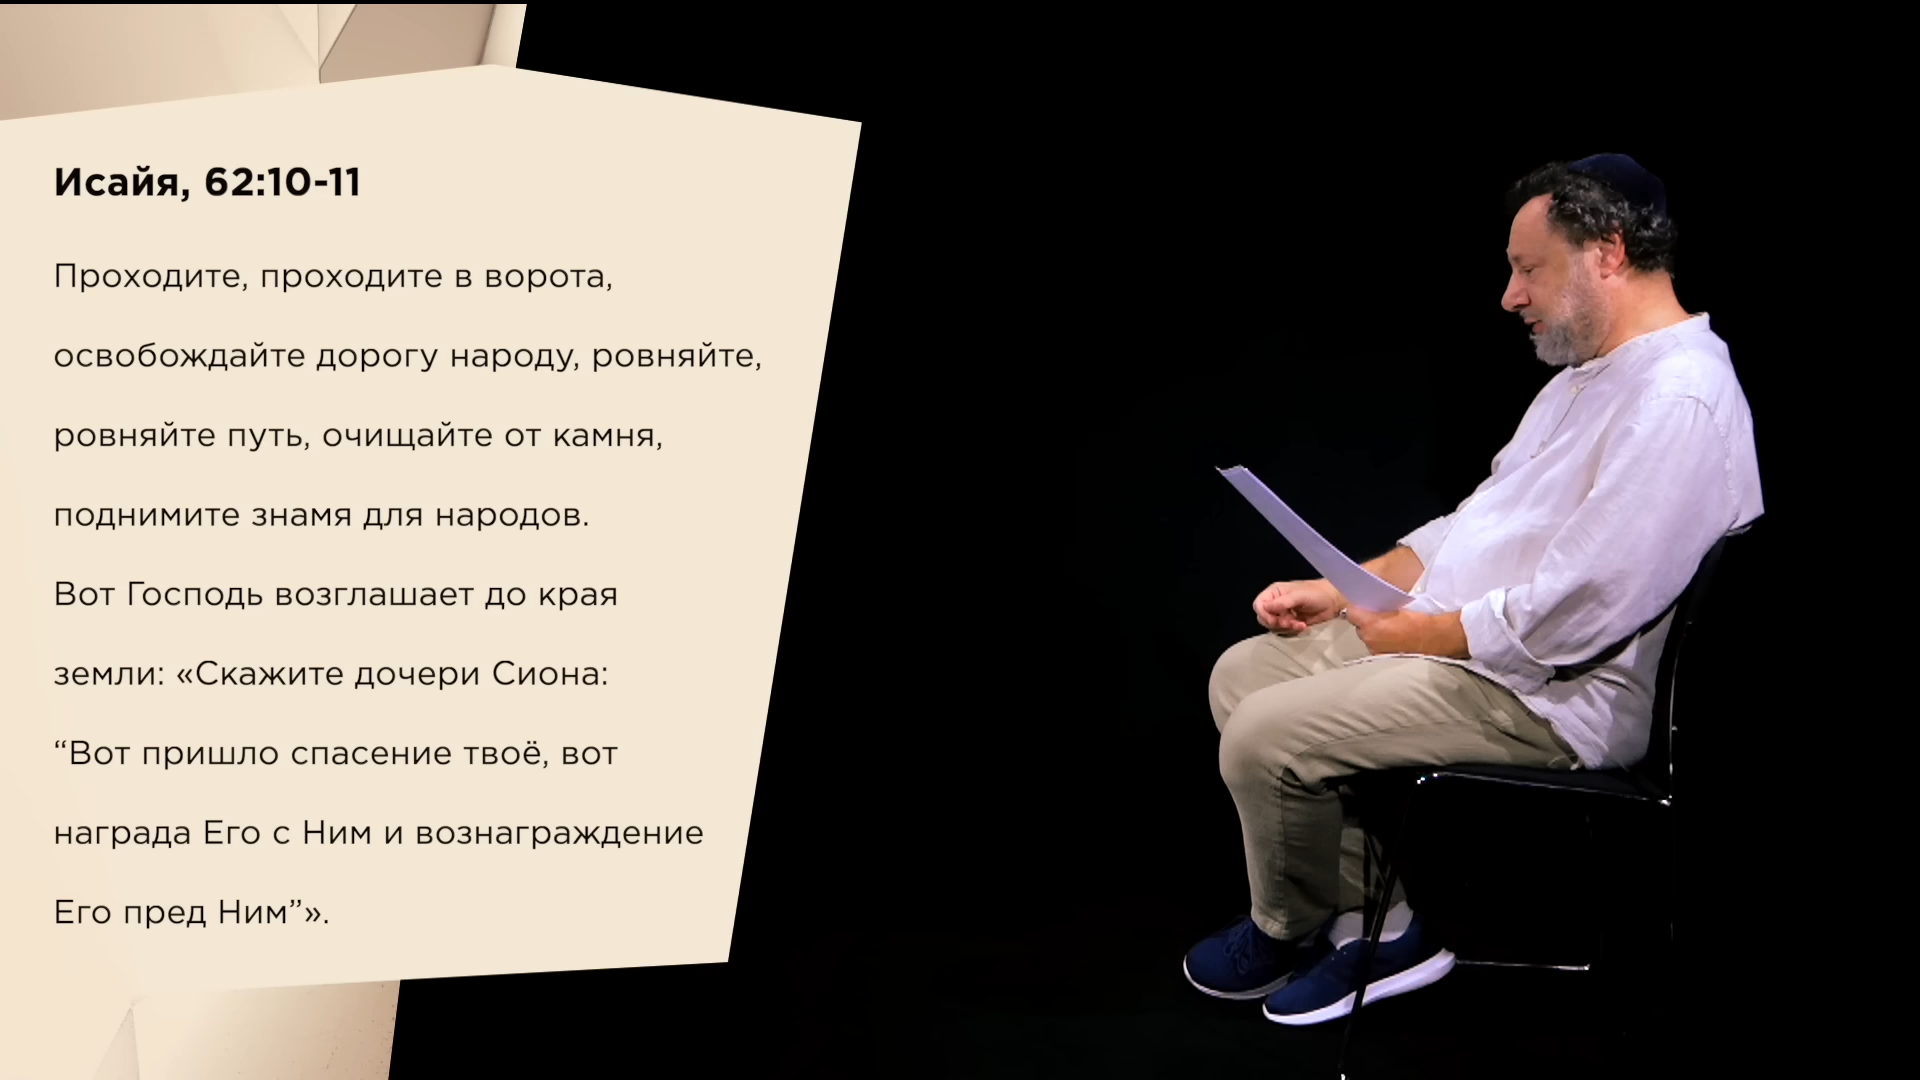 Исайя, 62:10-11
Проходите, проходите в ворота,
освобождайте дорогу народу, ровняйте,
ровняйте путь, очищайте от камня,
поднимите знамя для народов.
Вот Господь возглашает до края
земли: «Скажите дочери Сиона:
“Вот пришло спасение твоё, вот
награда Его с Ним и вознаграждение
Его пред Ним”».